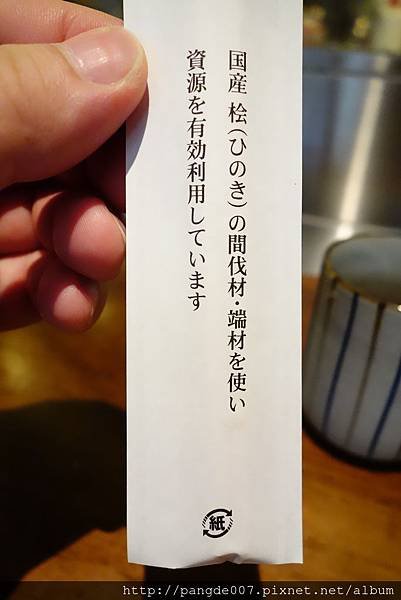 国産 桧(ひのき)の間伐材・端材を使い
資源を有効利用しています
紙
http://pangde007.pixnet.net/album